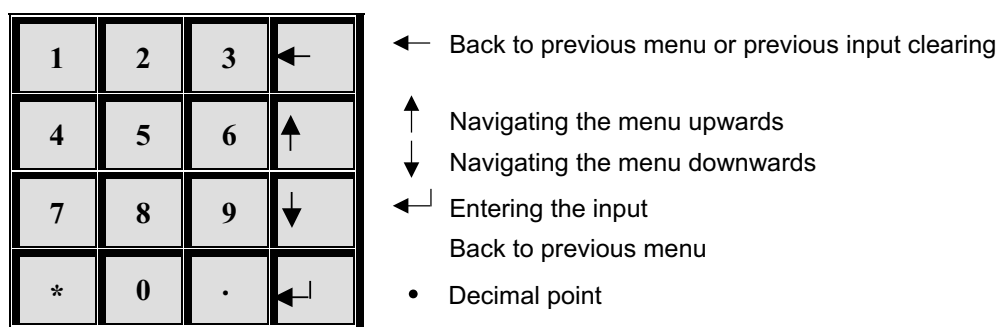 1 2 3 ←
4 5 6 ↑
7 8 9 ↓
* 0 . ↵
← Back to previous menu or previous input clearing
↑ Navigating the menu upwards
↓ Navigating the menu downwards
↵ Entering the input
Back to previous menu
• Decimal point